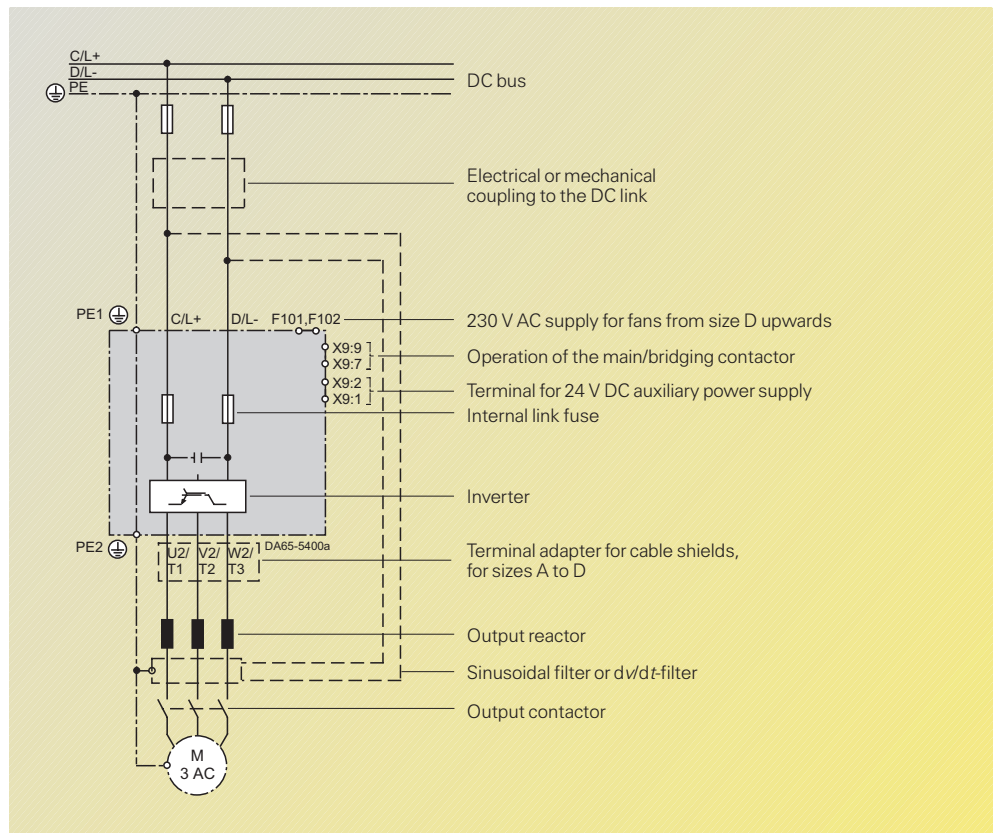 C/L+
D/L-
PE
DC bus
Electrical or mechanical
coupling to the DC link
PE1
C/L+
D/L-
F101,F102
230 V AC supply for fans from size D upwards
X9:9
X9:7
Operation of the main/bridging contactor
X9:2
X9:1
Terminal for 24 V DC auxiliary power supply
Internal link fuse
Inverter
PE2
DA65-5400a
U2/ V2/ W2/
T1 T2 T3
Terminal adapter for cable shields,
for sizes A to D
Output reactor
Sinusoidal filter or dv/dt-filter
Output contactor
M
3 AC